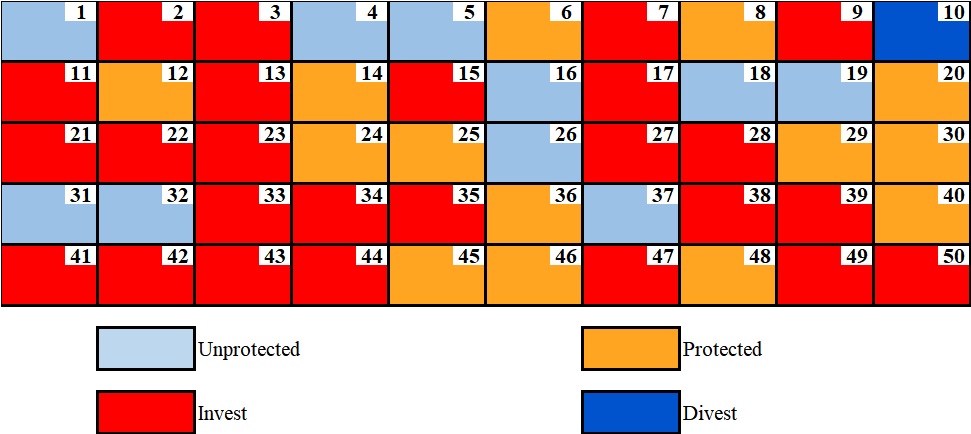 1 2 3 4 5 6 7 8 9 10
11 12 13 14 15 16 17 18 19 20
21 22 23 24 25 26 27 28 29 30
31 32 33 34 35 36 37 38 39 40
41 42 43 44 45 46 47 48 49 50
Unprotected Protected
Invest Divest